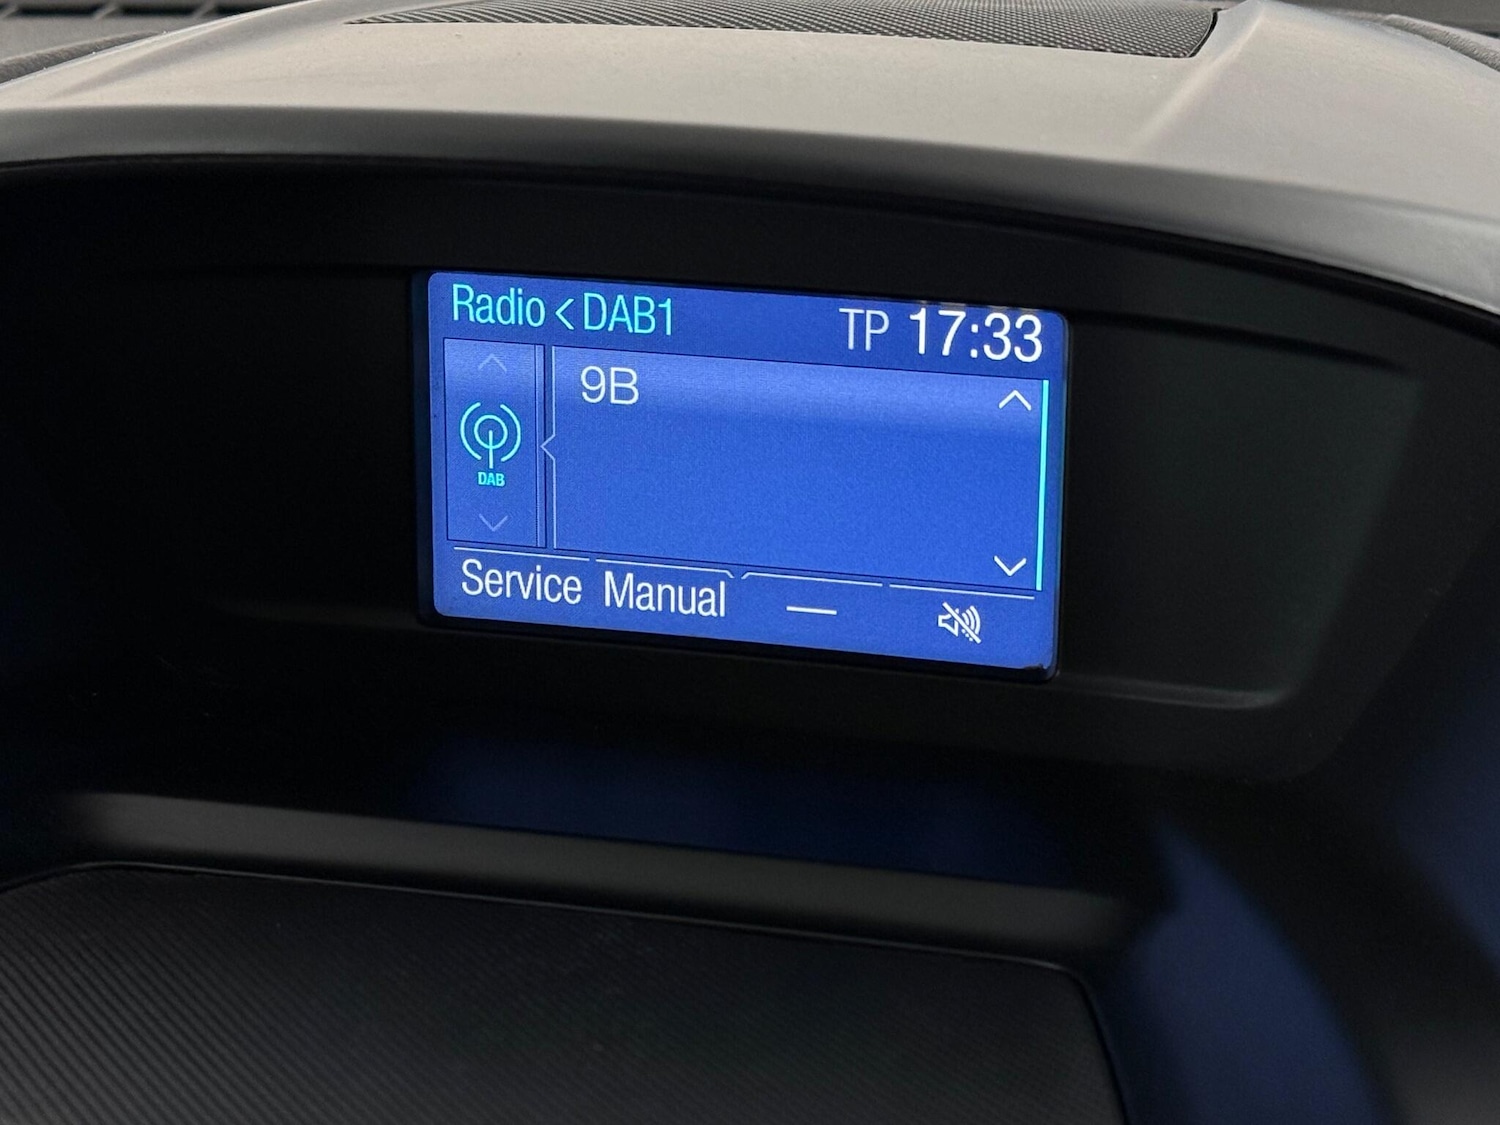 Radio < DAB1
TP 17:33
9B
DAB
Service Manual —